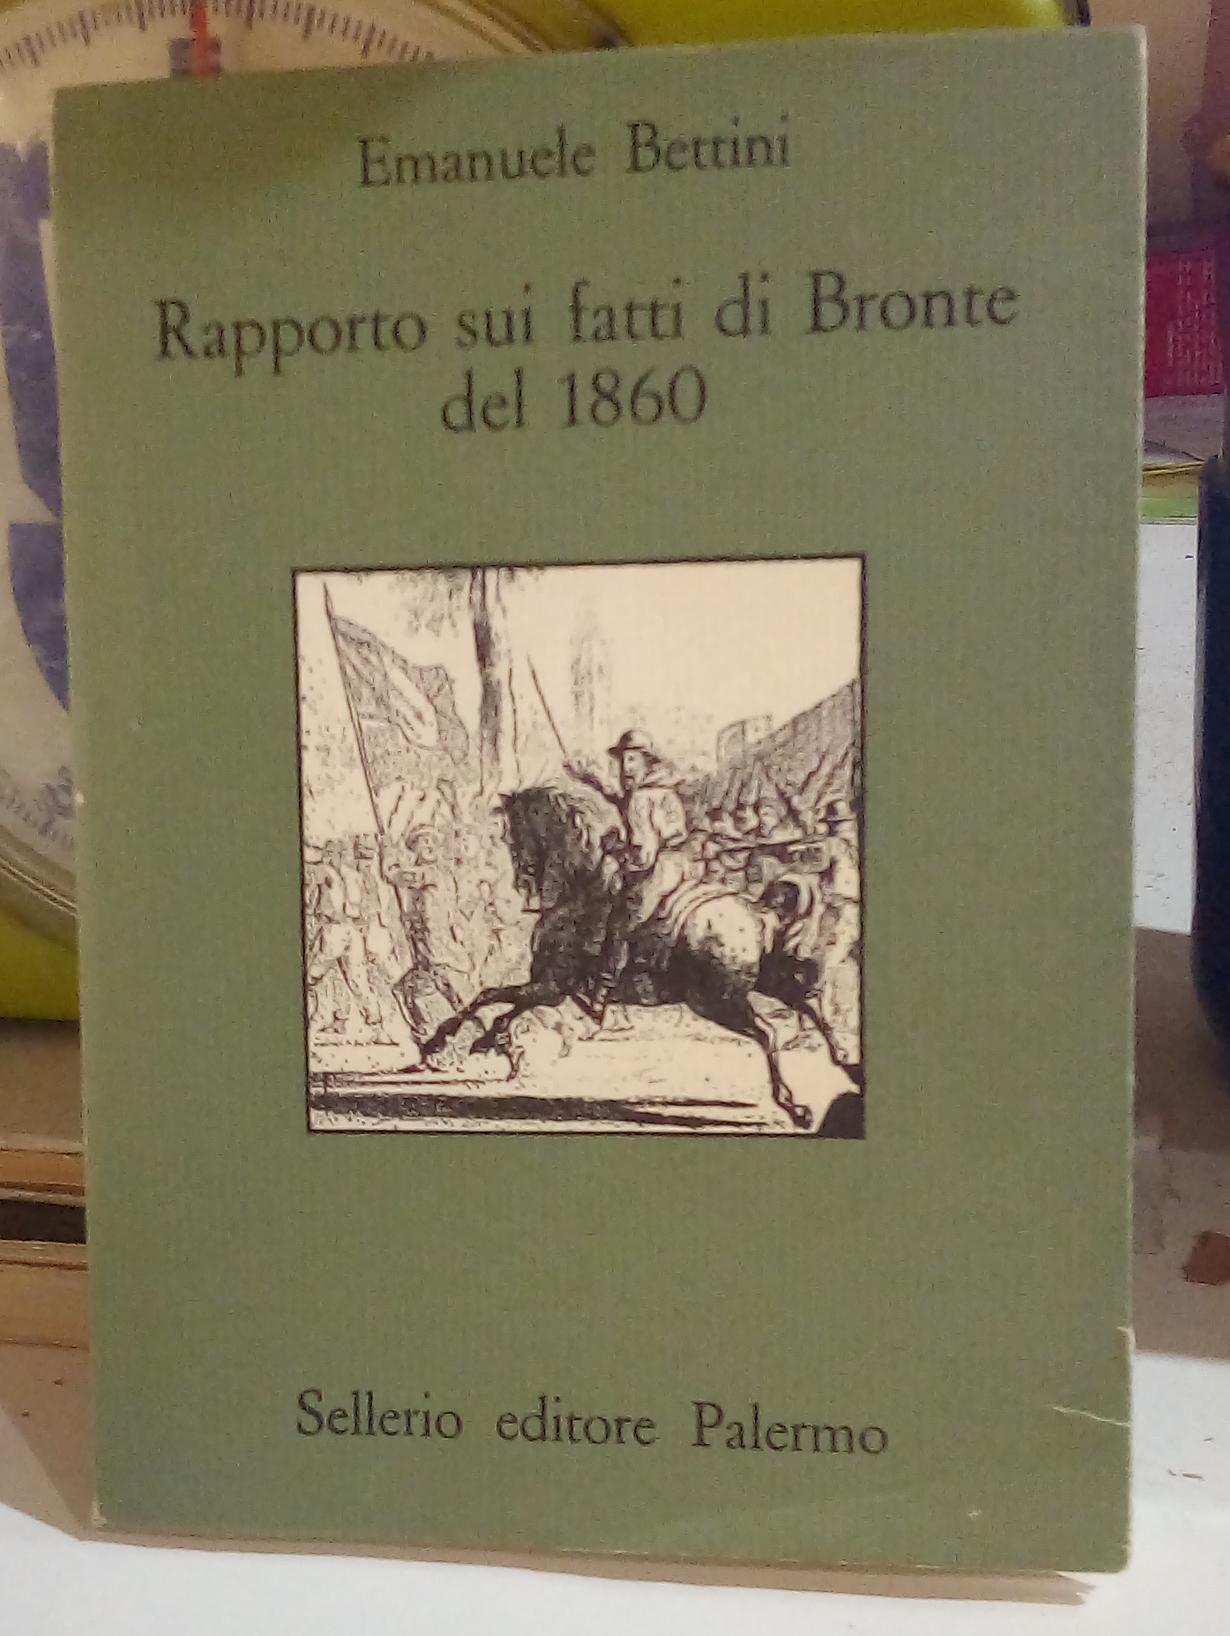 Emanuele Bettini
Rapporto sui fatti di Bronte
del 1860
Sellerio editore Palermo